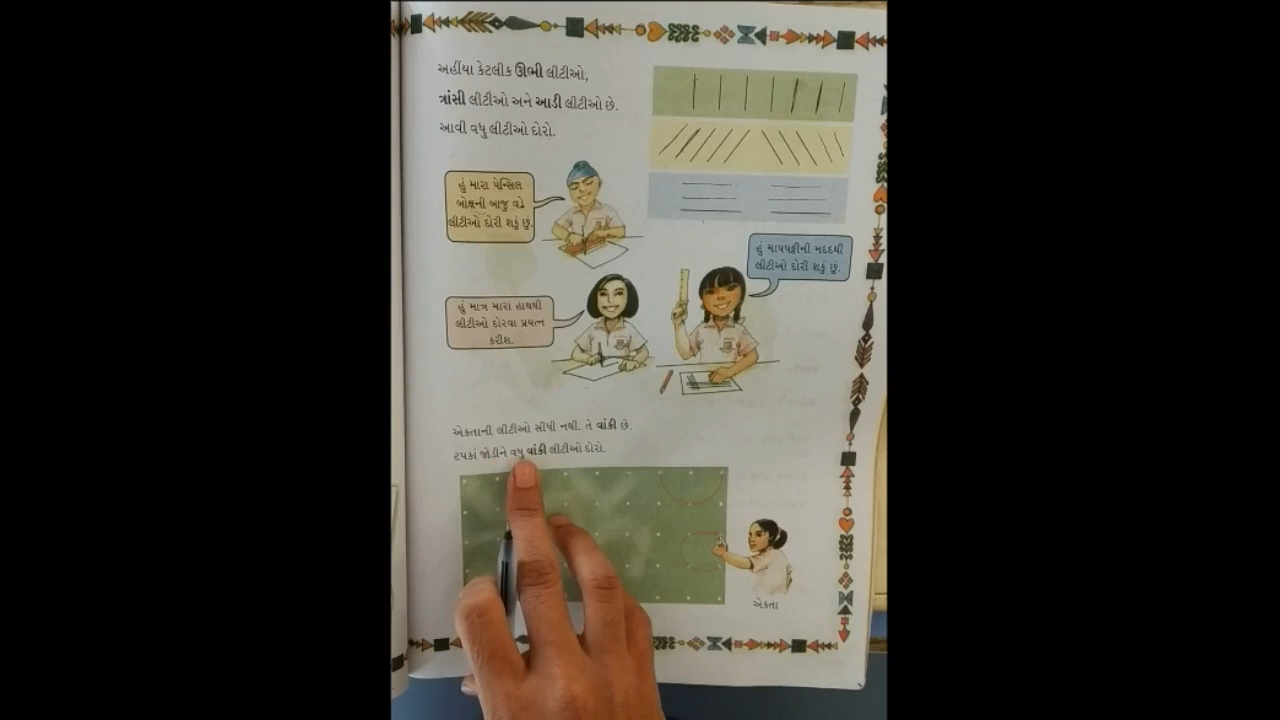 અહીંયા કેટલીક ઊભી લીટીઓ,
ત્રાંસી લીટીઓ અને આડી લીટીઓ છે.
આવી વધુ લીટીઓ દોરો.
હું મારા પેન્સિલ
બોક્ષની બાજુ વડે
લીટીઓ દોરી શકું છું.
હું માપપટ્ટીની મદદથી
લીટીઓ દોરી શકું છું.
હું માત્ર મારા હાથથી
લીટીઓ દોરવા પ્રયત્ન
કરીશ.
એકતાની લીટીઓ સીધી નથી. તે વાંકી છે.
ટપકાં જોડીને વધુ વાંકી લીટીઓ દોરો.
એકતા